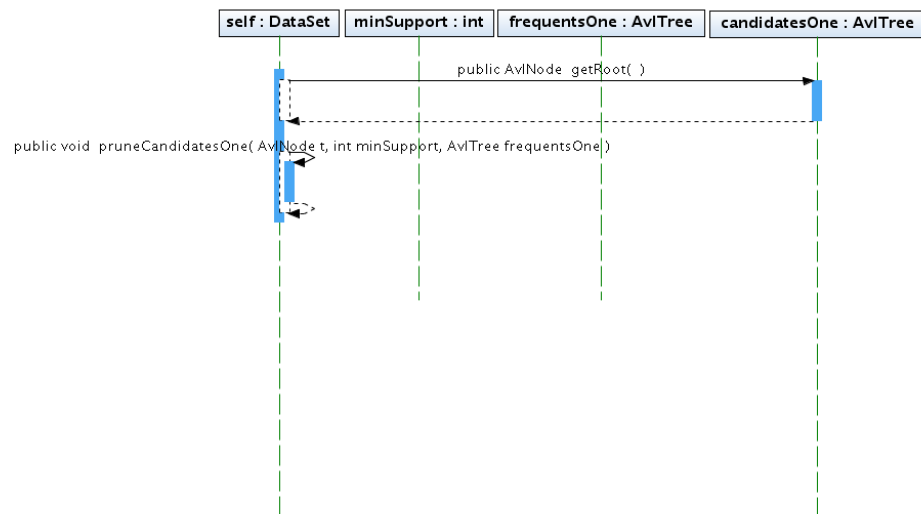 self : DataSet
minSupport : int
frequentsOne : AvlTree
candidatesOne : AvlTree
public AvlNode getRoot( )
public void pruneCandidatesOne( AvlNode t, int minSupport, AvlTree frequentsOne )